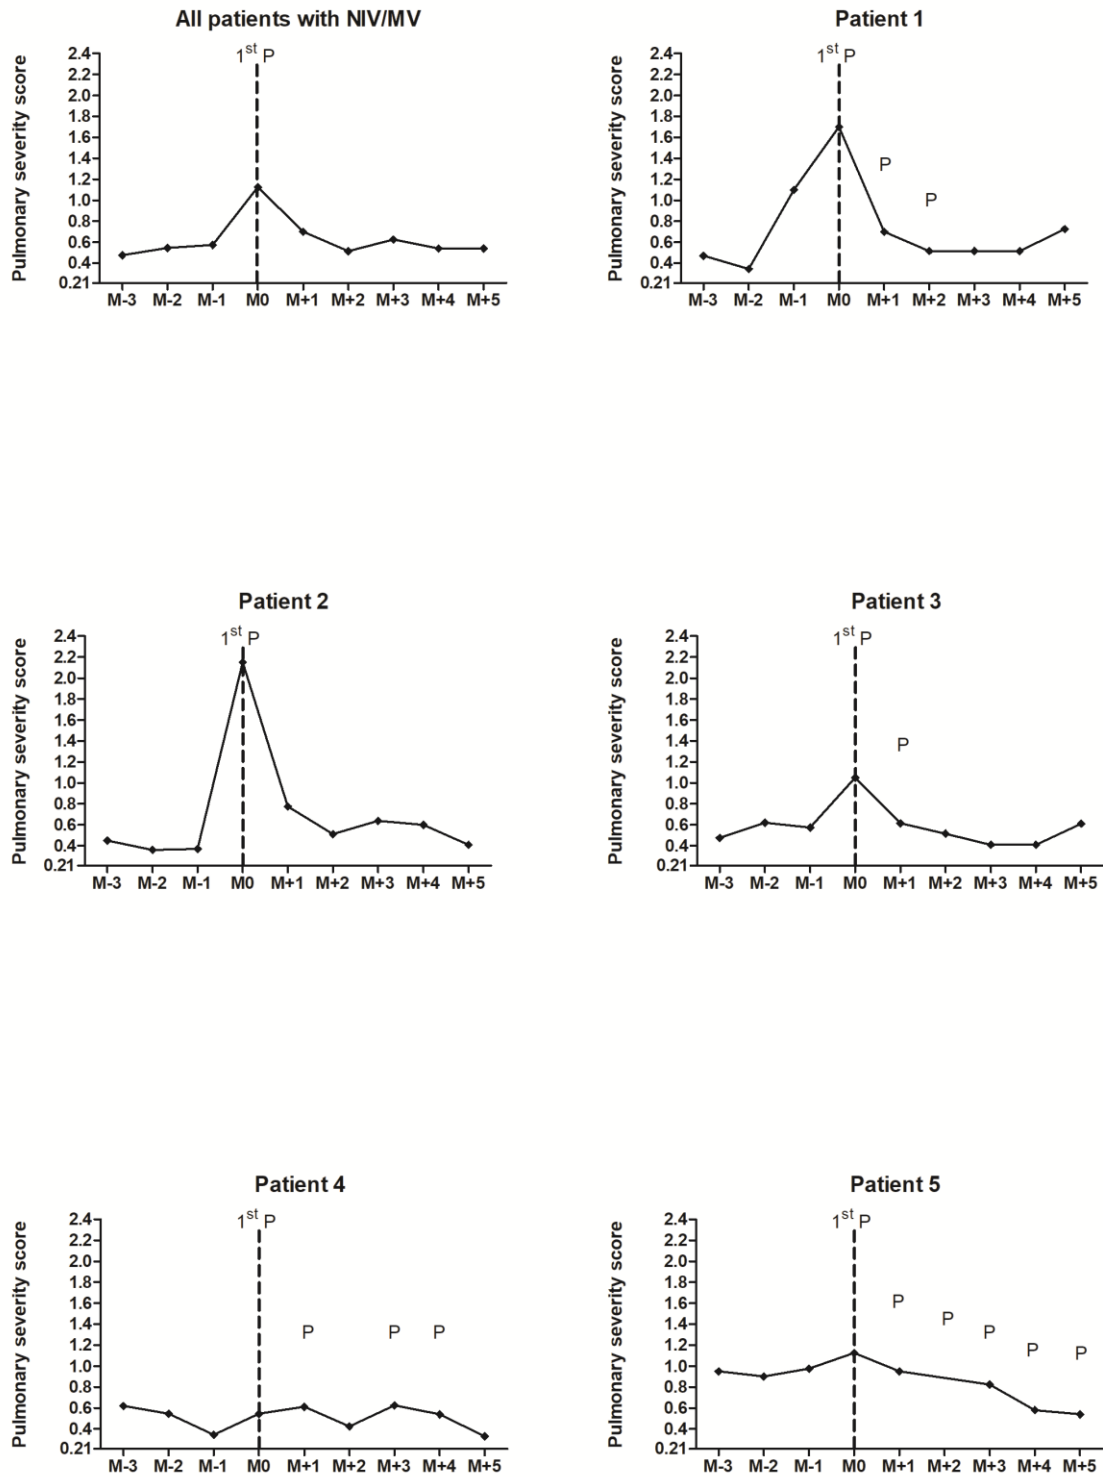 All patients with NIV/MV
1st P
Pulmonary severity score
2.4
2.2
2.0
1.8
1.6
1.4
1.2
1.0
0.8
0.6
0.4
0.21
M-3 M-2 M-1 M0 M+1 M+2 M+3 M+4 M+5
Patient 1
1st P
Pulmonary severity score
2.4
2.2
2.0
1.8
1.6
1.4
P
1.2
P
1.0
0.8
0.6
0.4
0.21
M-3 M-2 M-1 M0 M+1 M+2 M+3 M+4 M+5
Patient 2
1st P
Pulmonary severity score
2.4
2.2
2.0
1.8
1.6
1.4
1.2
1.0
0.8
0.6
0.4
0.21
M-3 M-2 M-1 M0 M+1 M+2 M+3 M+4 M+5
Patient 3
1st P
Pulmonary severity score
2.4
2.2
2.0
1.8
1.6
1.4
P
1.2
1.0
0.8
0.6
0.4
0.21
M-3 M-2 M-1 M0 M+1 M+2 M+3 M+4 M+5
Patient 4
1st P
Pulmonary severity score
2.4
2.2
2.0
1.8
1.6
1.4
P P P
1.2
1.0
0.8
0.6
0.4
0.21
M-3 M-2 M-1 M0 M+1 M+2 M+3 M+4 M+5
Patient 5
1st P
Pulmonary severity score
2.4
2.2
2.0
1.8
1.6
P
P
1.4
P
1.2
P
P
1.0
0.8
0.6
0.4
0.21
M-3 M-2 M-1 M0 M+1 M+2 M+3 M+4 M+5